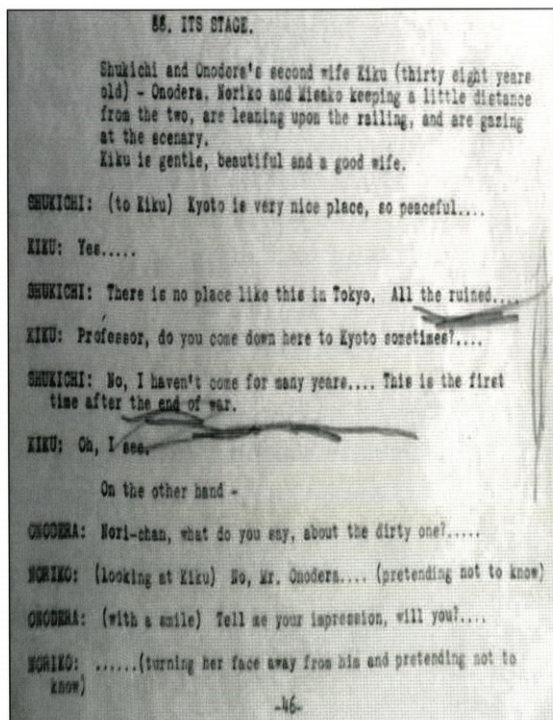 88. ITS STAGE.
Shukichi and Onodera's second wife Kiku (thirty eight years
old) - Onodera, Noriko and Misako keeping a little distance
from the two, are leaning upon the railing, and are gazing
at the scenary.
Kiku is gentle, beautiful and a good wife.
SHUKICHI: (to Kiku) Kyoto is very nice place, so peaceful....
KIKU: Yes.....
SHUKICHI: There is no place like this in Tokyo. All the ruined....
KIKU: Professor, do you come down here to Kyoto sometimes?....
SHUKICHI: No, I haven't come for many years.... This is the first
time after the end of war.
KIKU: Oh, I see.
On the other hand -
ONODERA: Nori-chan, what do you say, about the dirty one?.....
NORIKO: (looking at Kiku) No, Mr. Onodera.... (pretending not to know)
ONODERA: (with a smile) Tell me your impression, will you?....
NORIKO: ......(turning her face away from him and pretending not to
know)
-46-